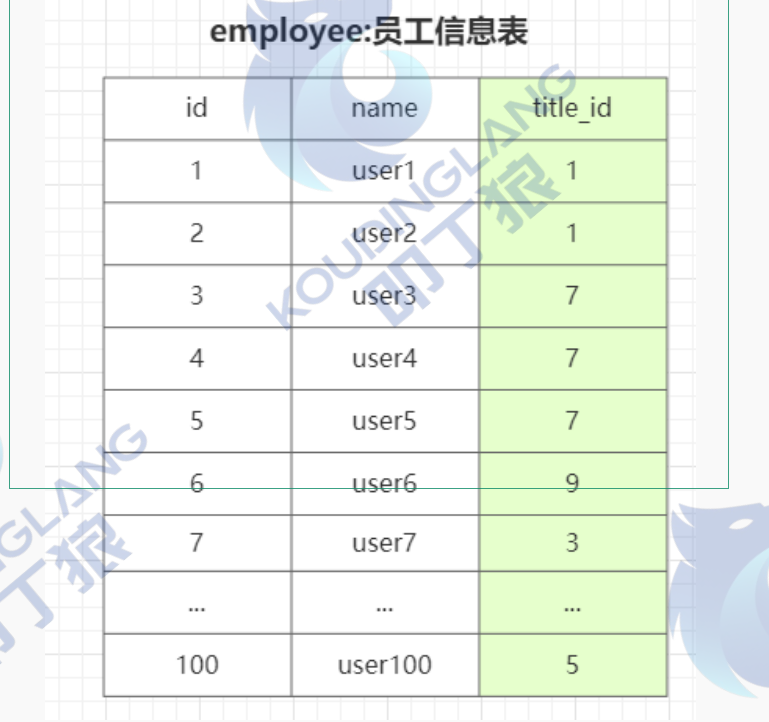 employee:员工信息表
id name title_id
1 user1 1
2 user2 1
3 user3 7
4 user4 7
5 user5 7
6 user6 9
7 user7 3
... ... ...
100 user100 5
KOUDINGLANG
叩丁狼
GLANG
丁狼